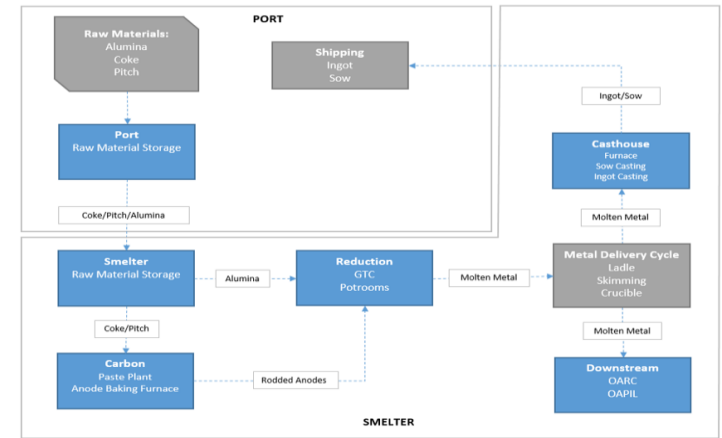 PORT
Raw Materials:
Alumina
Coke
Pitch
Shipping
Ingot
Sow
Ingot/Sow
Port
Raw Material Storage
Casthouse
Furnace
Sow Casting
Ingot Casting
Coke/Pitch/Alumina
Molten Metal
Smelter
Raw Material Storage
Alumina
Reduction
GTC
Potrooms
Molten Metal
Metal Delivery Cycle
Ladle
Skimming
Crucible
Coke/Pitch
Molten Metal
Carbon
Paste Plant
Anode Baking Furnace
Rodded Anodes
Downstream
OARC
OAPIL
SMELTER